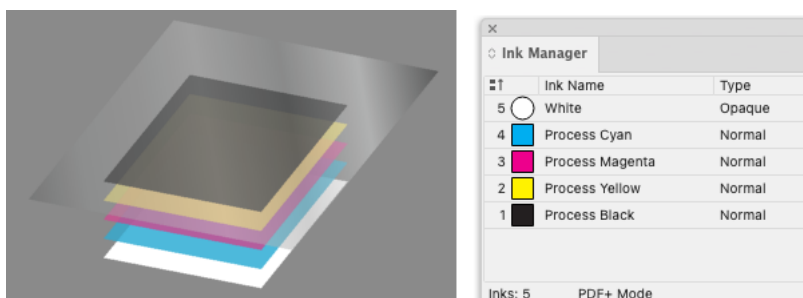 Ink Manager
Ink Name Type
5 White Opaque
4 Process Cyan Normal
3 Process Magenta Normal
2 Process Yellow Normal
1 Process Black Normal
Inks: 5 PDF+ Mode